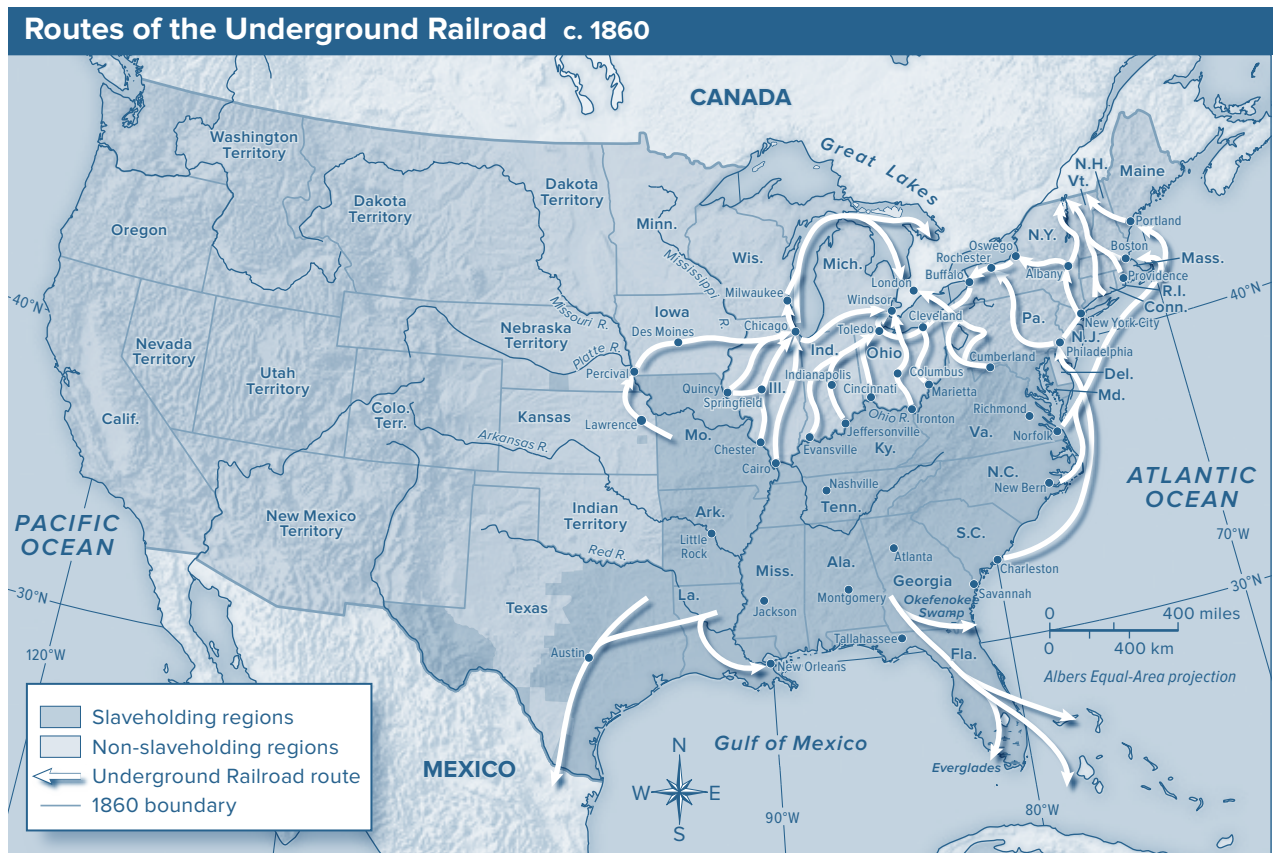 Routes of the Underground Railroad c. 1860
CANADA
Great Lakes
Washington
Territory
Dakota
Territory
Dakota
Territory
Oregon
Minn.
Wis.
Mich.
N.H.
Vt.
Maine
N.Y.
Portland
Boston
Mass.
Providence
R.I.
Conn.
Oswego
Rochester
Buffalo
Albany
London
Windsor
Milwaukee
Mississippi R.
Missouri R.
40°N
40°N
Iowa
Des Moines
Chicago
Toledo
Cleveland
Pa.
New York City
N.J.
Philadelphia
Del.
Md.
Nebraska
Territory
Platte R.
Nevada
Territory
Utah
Territory
Percival
Ind.
Ohio
Indianapolis
Cumberland
Columbus
Cincinnati
Marietta
Quincy
Ill.
Springfield
Calif.
Colo.
Terr.
Kansas
Lawrence
Arkansas R.
Mo.
Chester
Cairo
Evansville
Jeffersonville
Ohio R.
Ironton
Ky.
Richmond
Va.
Norfolk
N.C.
New Bern
Nashville
Tenn.
ATLANTIC
OCEAN
PACIFIC
OCEAN
New Mexico
Territory
Indian
Territory
Ark.
Little
Rock
Red R.
S.C.
70°W
Atlanta
Charleston
Miss.
Ala.
Georgia
Montgomery
Okefenokee
Swamp
Savannah
30°N
30°N
Texas
La.
Jackson
Tallahassee
Fla.
Austin
New Orleans
0 400 miles
0 400 km
Albers Equal-Area projection
120°W
Slaveholding regions
Non-slaveholding regions
Underground Railroad route
1860 boundary
MEXICO
Gulf of Mexico
Everglades
N
W E
S
90°W
80°W